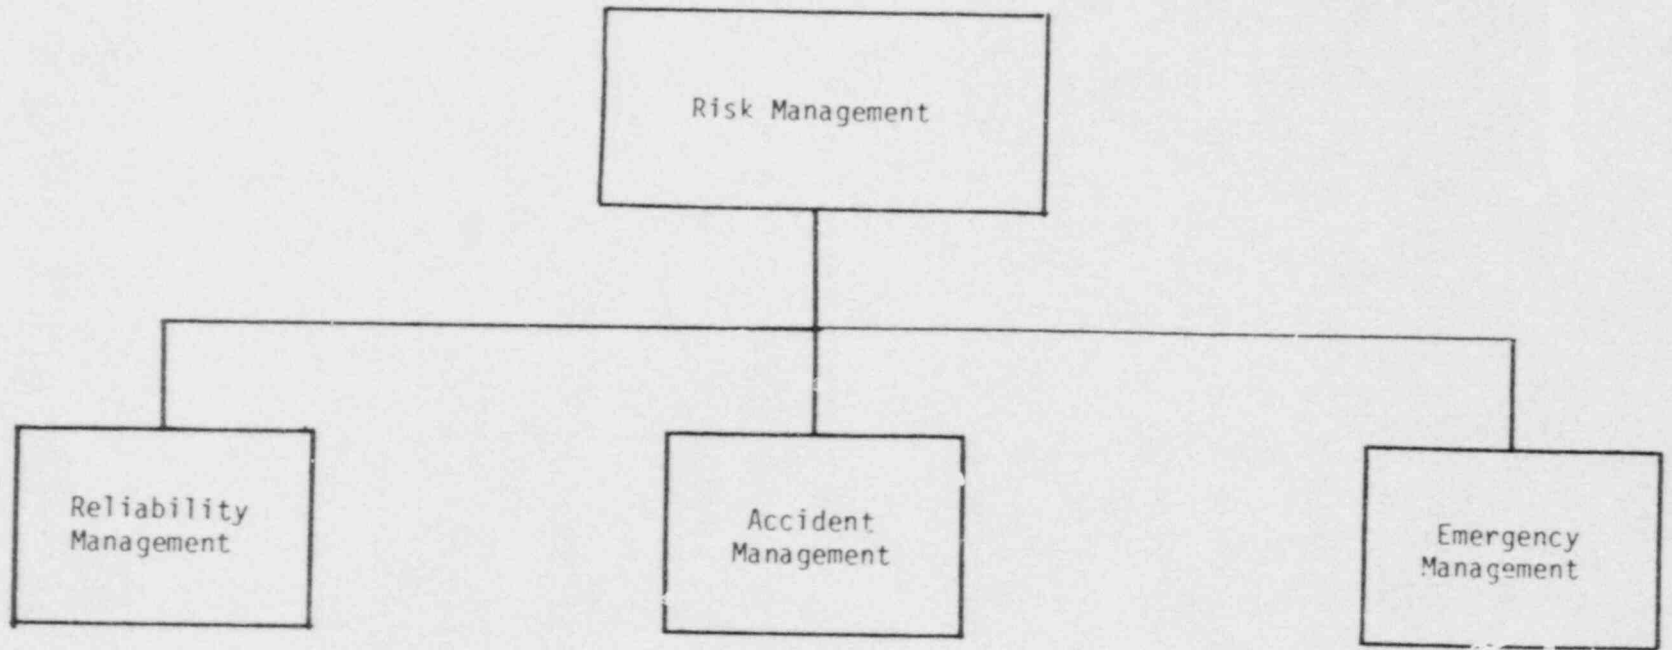 Risk Management
Reliability
Management
Accident
Management
Emergency
Management